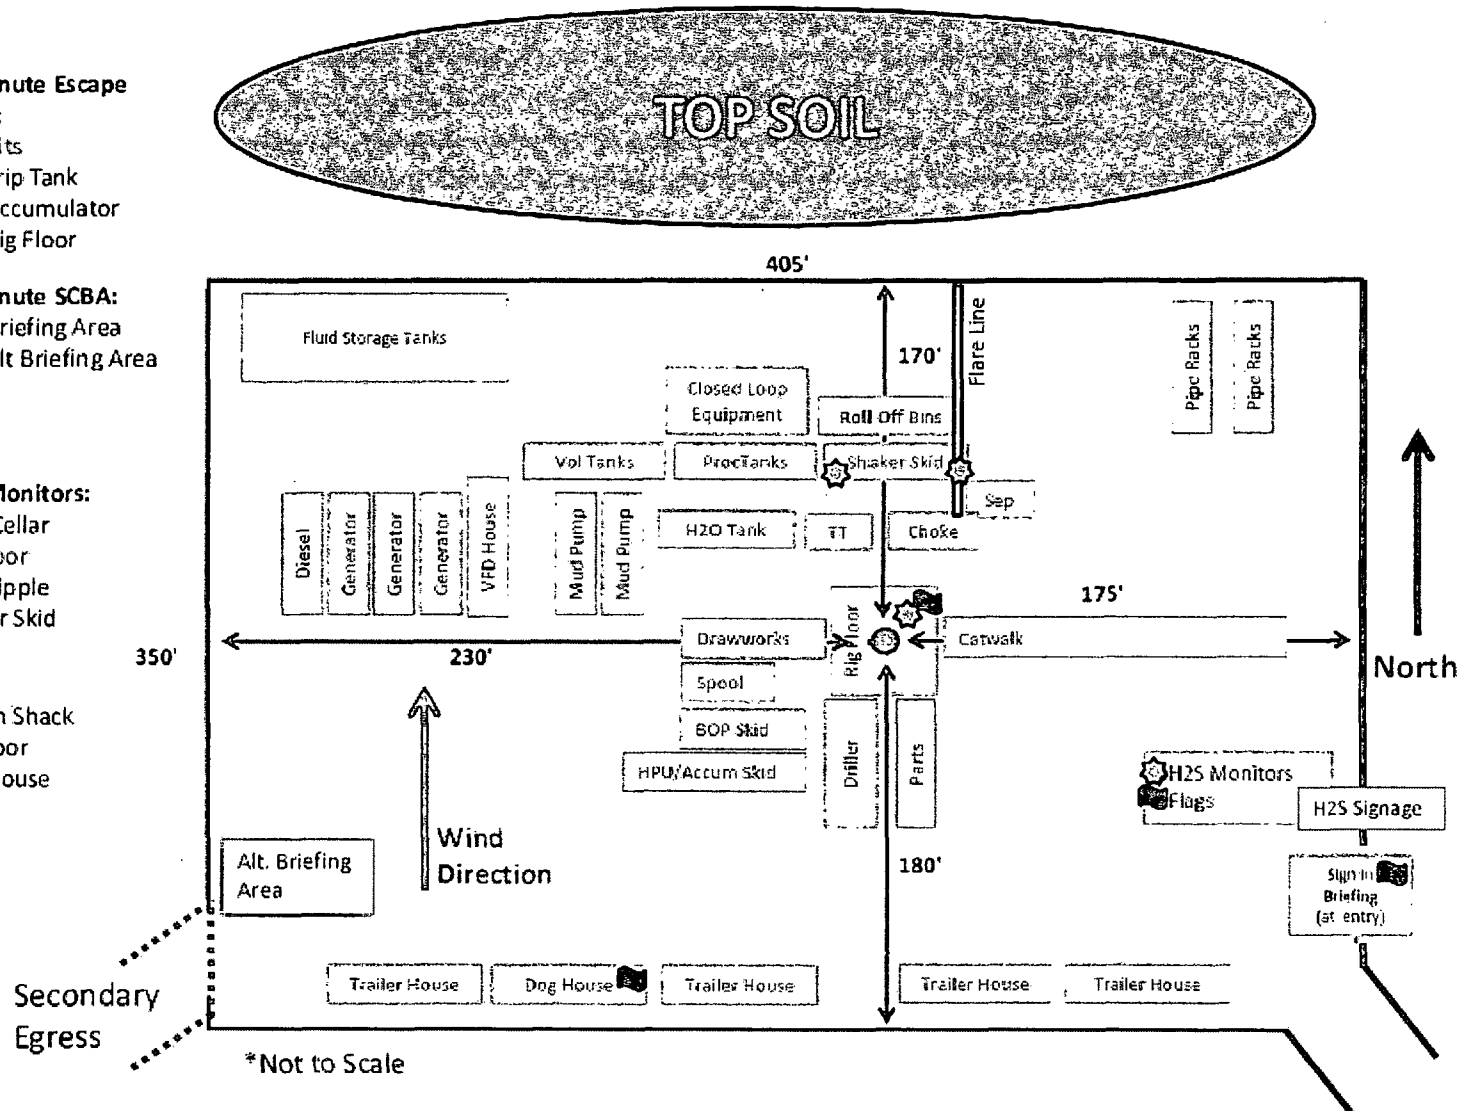 nute Escape
its
rip Tank
ccumulator
ig Floor
nute SCBA:
riefing Area
lt Briefing Area
Monitors:
Cellar
oor
ipple
r Skid
n Shack
oor
ouse
TOP SOIL
405'
Fluid Storage Tanks
170'
Flare Line
Pipe Racks
Pipe Racks
Closed Loop
Equipment
Roll Off Bins
Vol Tanks
ProcTanks
Shaker Skid
Sep
Diesel
Generator
Generator
Generator
VFD House
Mud Pump
Mud Pump
H2O Tank
TT
Choke
175'
350'
230'
Drawworks
Rig Floor
Catwalk
North
Spool
BOP Skid
HPU/Accum Skid
Driller
Parts
H2S Monitors
Flags
H2S Signage
Wind
Direction
180'
Alt. Briefing
Area
Sign In
Briefing
(at entry)
Secondary
Egress
Trailer House
Dog House
Trailer House
Trailer House
Trailer House
*Not to Scale